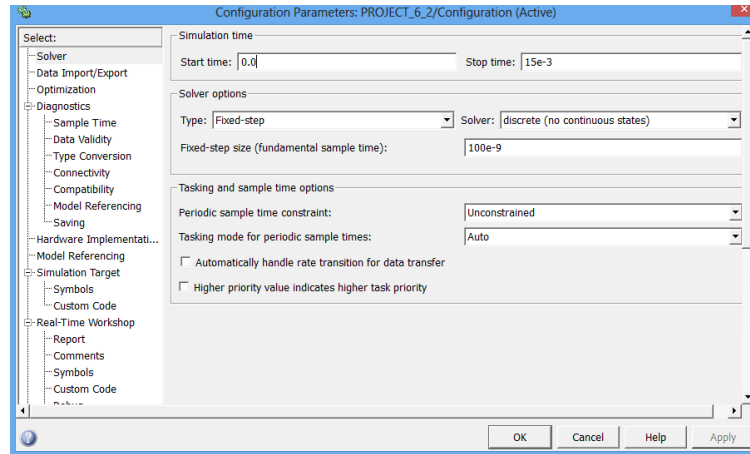 Configuration Parameters: PROJECT_6_2/Configuration (Active)
Select:
Solver
Data Import/Export
Optimization
Diagnostics
Sample Time
Data Validity
Type Conversion
Connectivity
Compatibility
Model Referencing
Saving
Hardware Implementati...
Model Referencing
Simulation Target
Symbols
Custom Code
Real-Time Workshop
Report
Comments
Symbols
Custom Code
Simulation time
Start time: 0.0 Stop time: 15e-3
Solver options
Type: Fixed-step Solver: discrete (no continuous states)
Fixed-step size (fundamental sample time): 100e-9
Tasking and sample time options
Periodic sample time constraint: Unconstrained
Tasking mode for periodic sample times: Auto
Automatically handle rate transition for data transfer
Higher priority value indicates higher task priority
OK Cancel Help Apply